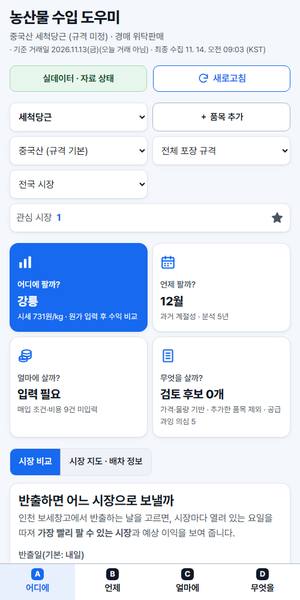 농산물 수입 도우미
중국산 세척당근 (규격 미정) · 경매 위탁판매
· 기준 거래일 2026.11.13(금)(오늘 거래 아님) · 최종 수집 11. 14. 오전 09:03 (KST)
실데이터 · 자료 상태
새로고침
세척당근
+ 품목 추가
중국산 (규격 기본)
전체 포장 규격
전국 시장
관심 시장 1
어디에 팔까?
강릉
시세 731원/kg · 원가 입력 후 수익 비교
언제 팔까?
12월
과거 계절성 · 분석 5년
얼마에 살까?
입력 필요
매입 조건·비용 9건 미입력
무엇을 살까?
검토 후보 0개
가격·물량 기반 · 추가한 품목 제외 · 공급
과잉 의심 5
시장 비교
시장 지도 · 배차 정보
반출하면 어느 시장으로 보낼까
인천 보세창고에서 반출하는 날을 고르면, 시장마다 열려 있는 요일을
따져 가장 빨리 팔 수 있는 시장과 예상 이익을 보여 줍니다.
반출일(기본: 내일)
A
어디에
B
언제
C
얼마에
D
무엇을